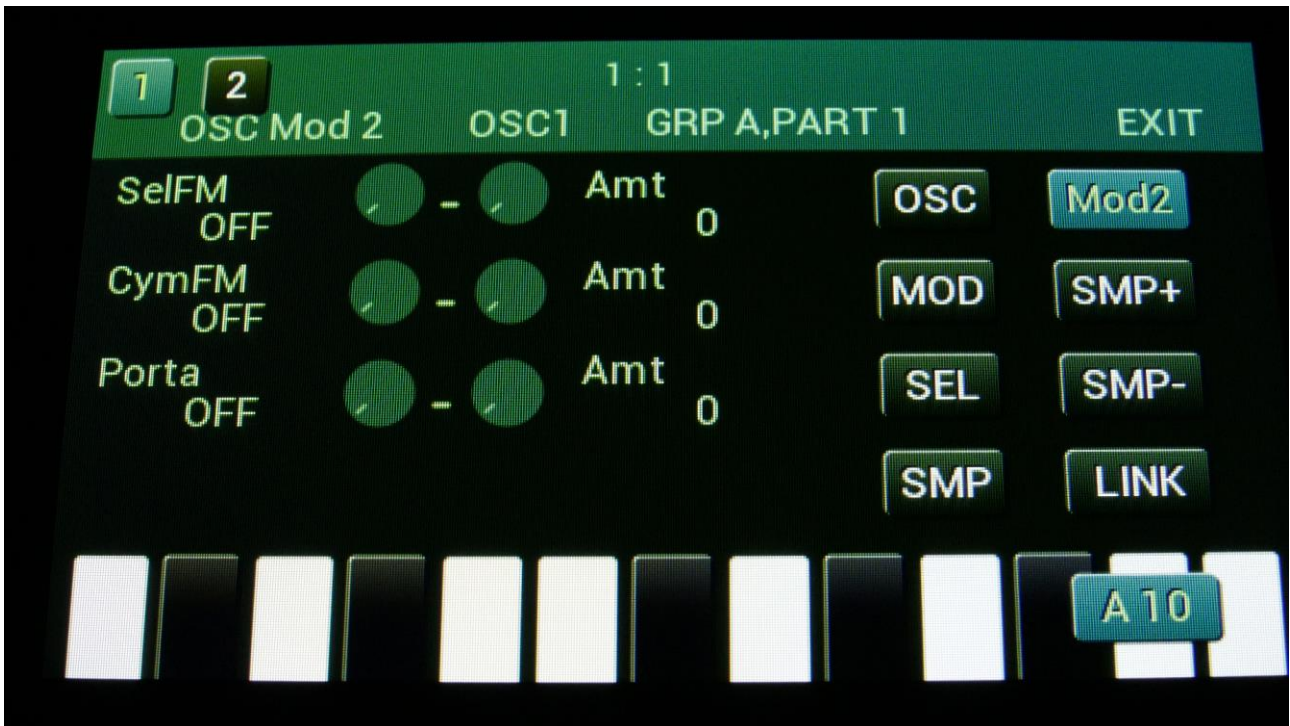 1 2 1 : 1
OSC Mod 2 OSC1 GRP A,PART 1 EXIT
SelFM - Amt OSC Mod2
OFF 0
CymFM - Amt MOD SMP+
OFF 0
Porta - Amt SEL SMP-
OFF 0
SMP LINK
A 10